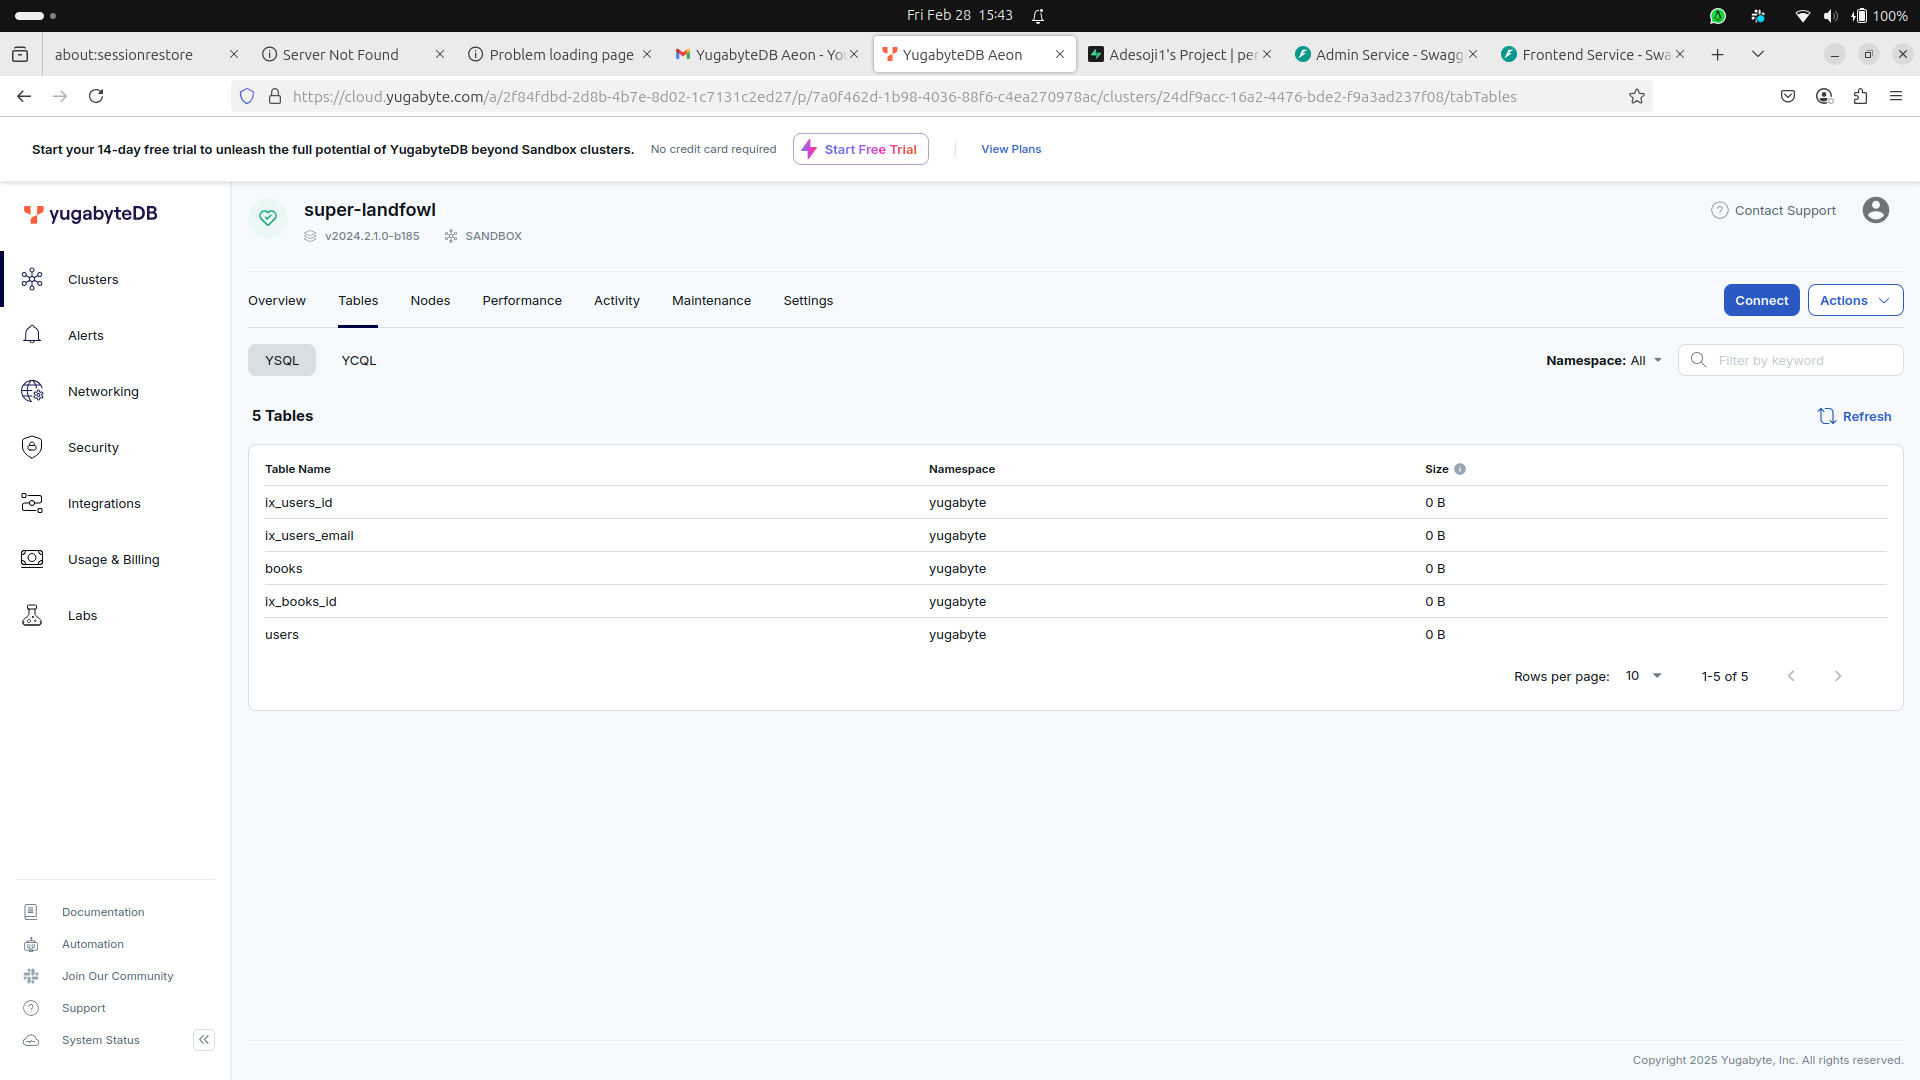 Fri Feb 28 15:43
100%
about:sessionrestore
Server Not Found
Problem loading page
YugabyteDB Aeon - Yo
YugabyteDB Aeon
Adesoji1's Project | per
Admin Service - Swagg
Frontend Service - Swa
https://cloud.yugabyte.com/a/2f84fdbd-2d8b-4b7e-8d02-1c7131c2ed27/p/7a0f462d-1b98-4036-88f6-c4ea270978ac/clusters/24df9acc-16a2-4476-bde2-f9a3ad237f08/tabTables
Start your 14-day free trial to unleash the full potential of YugabyteDB beyond Sandbox clusters. No credit card required Start Free Trial View Plans
yugabyteDB
Clusters
Alerts
Networking
Security
Integrations
Usage & Billing
Labs
Documentation
Automation
Join Our Community
Support
System Status
super-landfowl
v2024.2.1.0-b185 SANDBOX
Contact Support
Overview Tables Nodes Performance Activity Maintenance Settings
Connect Actions
YSQL YCQL
Namespace: All Filter by keyword
5 Tables
Refresh
Table Name Namespace Size
ix_users_id yugabyte 0 B
ix_users_email yugabyte 0 B
books yugabyte 0 B
ix_books_id yugabyte 0 B
users yugabyte 0 B
Rows per page: 10 1-5 of 5
Copyright 2025 Yugabyte, Inc. All rights reserved.